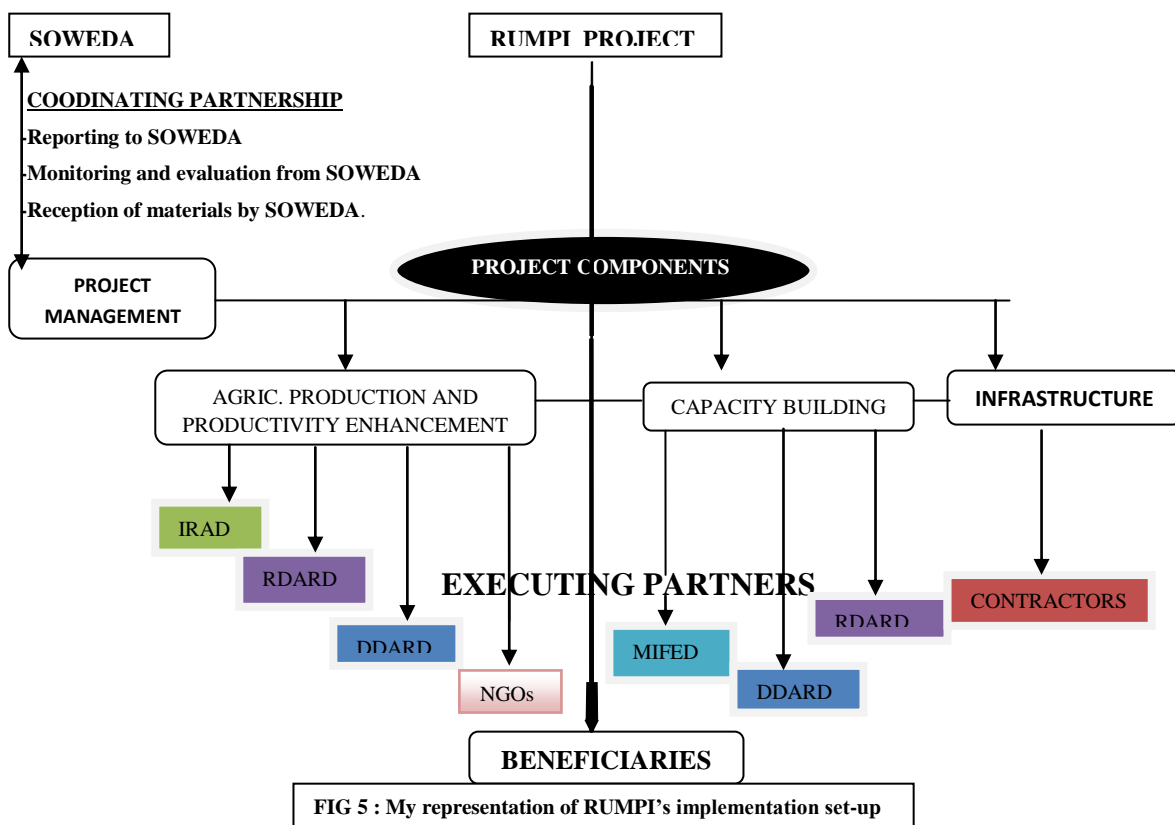 SOWEDA
RUMPI PROJECT
COODINATING PARTNERSHIP
-Reporting to SOWEDA
-Monitoring and evaluation from SOWEDA
-Reception of materials by SOWEDA.
PROJECT COMPONENTS
PROJECT
MANAGEMENT
AGRIC. PRODUCTION AND
PRODUCTIVITY ENHANCEMENT
CAPACITY BUILDING
INFRASTRUCTURE
IRAD
RDARD
DDARD
NGOs
EXECUTING PARTNERS
MIFED
DDARD
RDARD
CONTRACTORS
BENEFICIARIES
FIG 5 : My representation of RUMPI’s implementation set-up